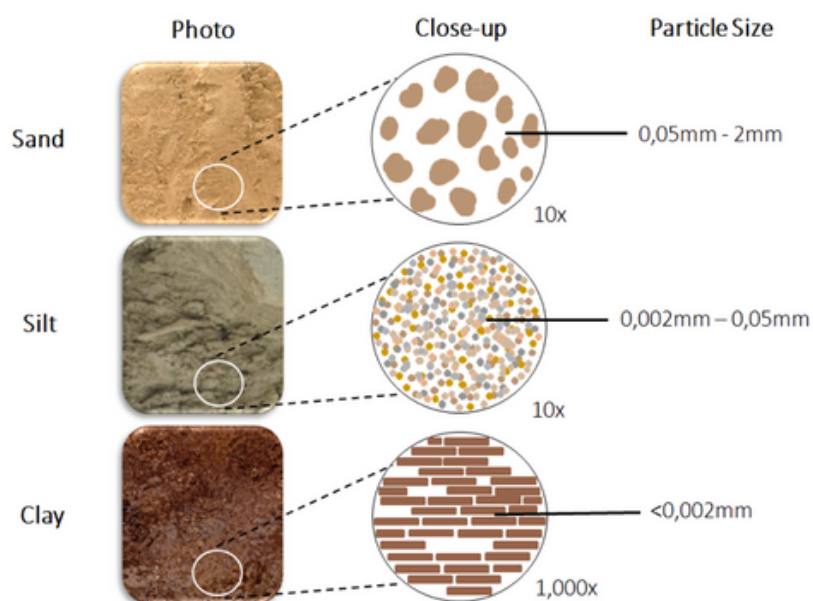 Photo Close-up Particle Size
Sand
0,05mm - 2mm
10x
Silt
0,002mm – 0,05mm
10x
Clay
<0,002mm
1,000x